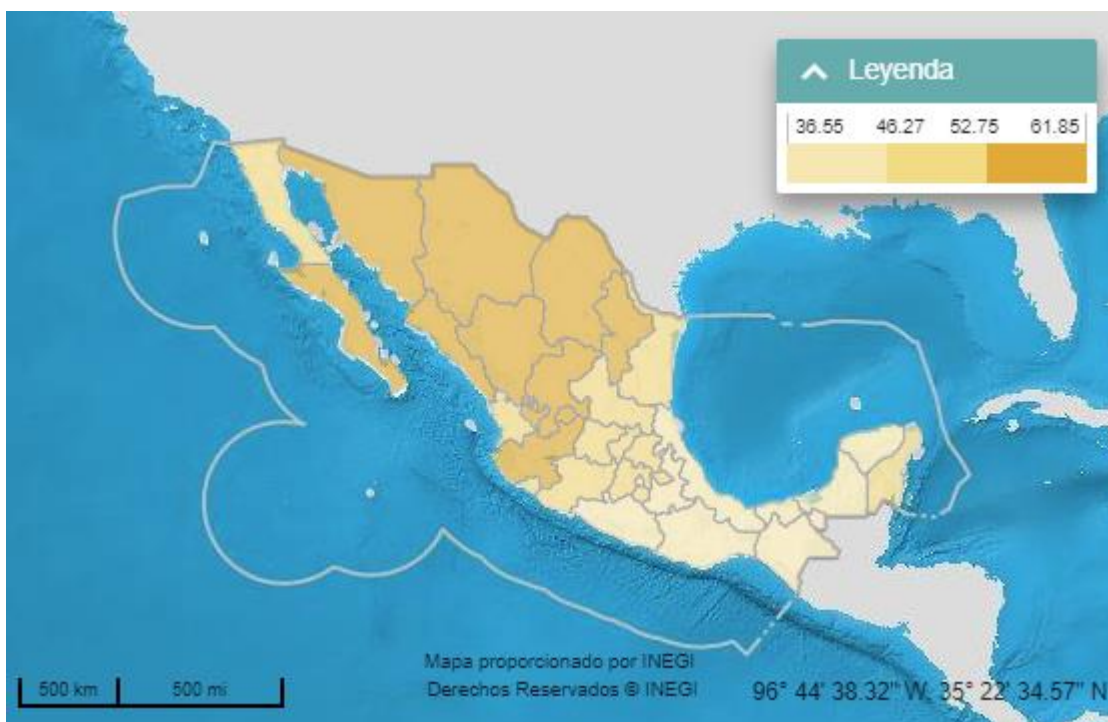 Leyenda
36.55 46.27 52.75 61.85
Mapa proporcionado por INEGI
Derechos Reservados © INEGI
500 km 500 mi
96° 44' 38.32" W, 35° 22' 34.57" N